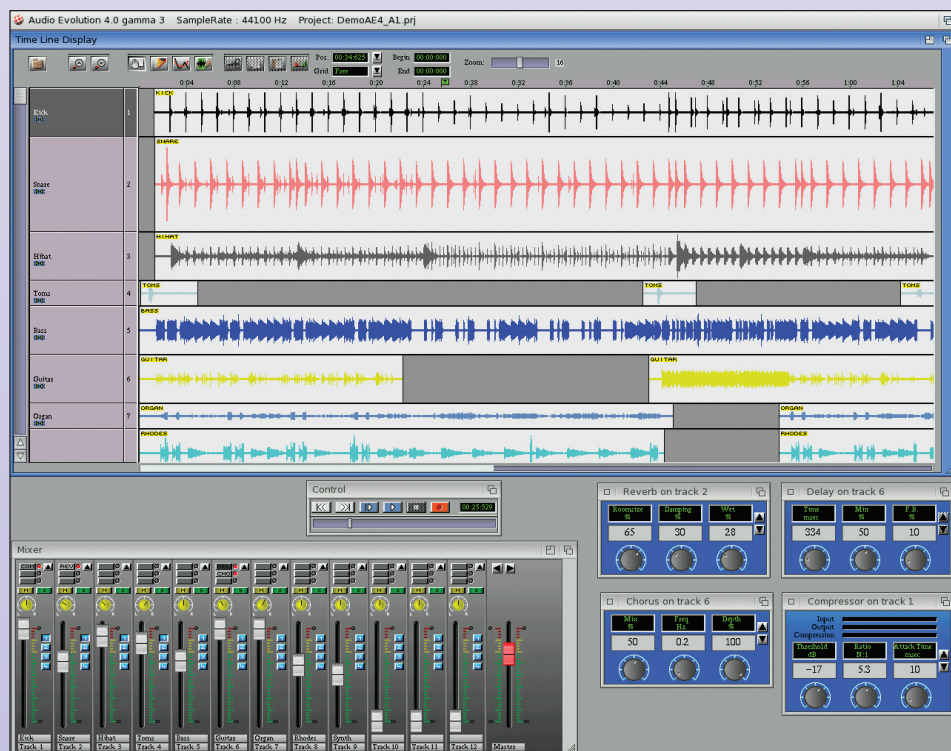 Audio Evolution 4.0 gamma 3 SampleRate : 44100 Hz Project: DemoAE4_A1.prj
Time Line Display
Pos. 00:34:625 Begin 00:00:000 Zoom: 16
Grid Free End 00:00:000
0:04 0:08 0:12 0:16 0:20 0:24 T 0:28 0:32 0:36 0:40 0:44 0:48 0:52 0:56 1:00 1:04
KICK
Kick 1
SNARE
Snare 2
HIHAT
Hihat 3
TOMS TOMS TOMS
Toms 4
BASS
Bass 5
GUITAR GUITAR
Guitar 6
ORGAN ORGAN
Organ 7
RHODES RHODES
Control
00:25:529
Reverb on track 2
Roomsize % Damping % Wet %
65 30 28
Delay on track 6
Time msec Mix % F.B. %
334 50 10
Mixer
Kick Snare Hihat Toms Bass Guitar Organ Rhodes Synth Track 10 Track 11 Track 12 Master
Track 1 Track 2 Track 3 Track 4 Track 5 Track 6 Track 7 Track 8 Track 9
Chorus on track 6
Mix % Freq Hz Depth %
50 0.2 100
Compressor on track 1
Input
Output
Compression
Threshold dB Ratio N:1 Attack Time msec
-17 5.3 10